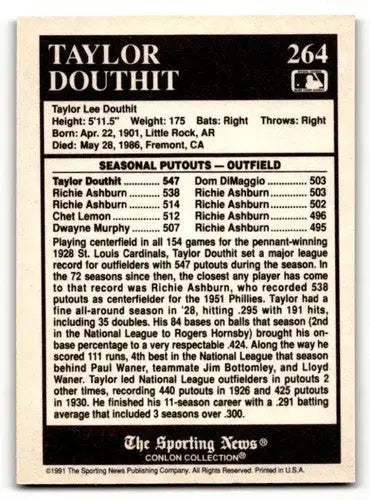 TAYLOR
DOUTHIT
264
Taylor Lee Douthit
Height: 5'11.5" Weight: 175 Bats: Right Throws: Right
Born: Apr. 22, 1901, Little Rock, AR
Died: May 28, 1986, Fremont, CA
SEASONAL PUTOUTS — OUTFIELD
Taylor Douthit ............ 547 Dom DiMaggio ............ 503
Richie Ashburn ............ 538 Richie Ashburn ............ 503
Richie Ashburn ............ 514 Richie Ashburn ............ 502
Chet Lemon ............ 512 Richie Ashburn ............ 496
Dwayne Murphy ............ 507 Richie Ashburn ............ 495
Playing centerfield in all 154 games for the pennant-winning
1928 St. Louis Cardinals, Taylor Douthit set a major league
record for outfielders with 547 putouts during the season. In
the 72 seasons since then, the closest any player has come
to that record was Richie Ashburn, who recorded 538
putouts as centerfielder for the 1951 Phillies. Taylor had a
fine all-around season in '28, hitting .295 with 191 hits,
including 35 doubles. His 84 bases on balls that season (2nd
in the National League to Rogers Hornsby) brought his on-
base percentage to a very respectable .424. Along the way he
scored 111 runs, 4th best in the National League that season
behind Paul Waner, teammate Jim Bottomley, and Lloyd
Waner. Taylor led National League outfielders in putouts 2
other times, recording 440 putouts in 1926 and 425 putouts
in 1930. He finished his 11-season career with a .291 batting
average that included 3 seasons over .300.
The Sporting News®
CONLON COLLECTION™
©1991 The Sporting News Publishing Company. All Rights Reserved. Printed in U.S.A.